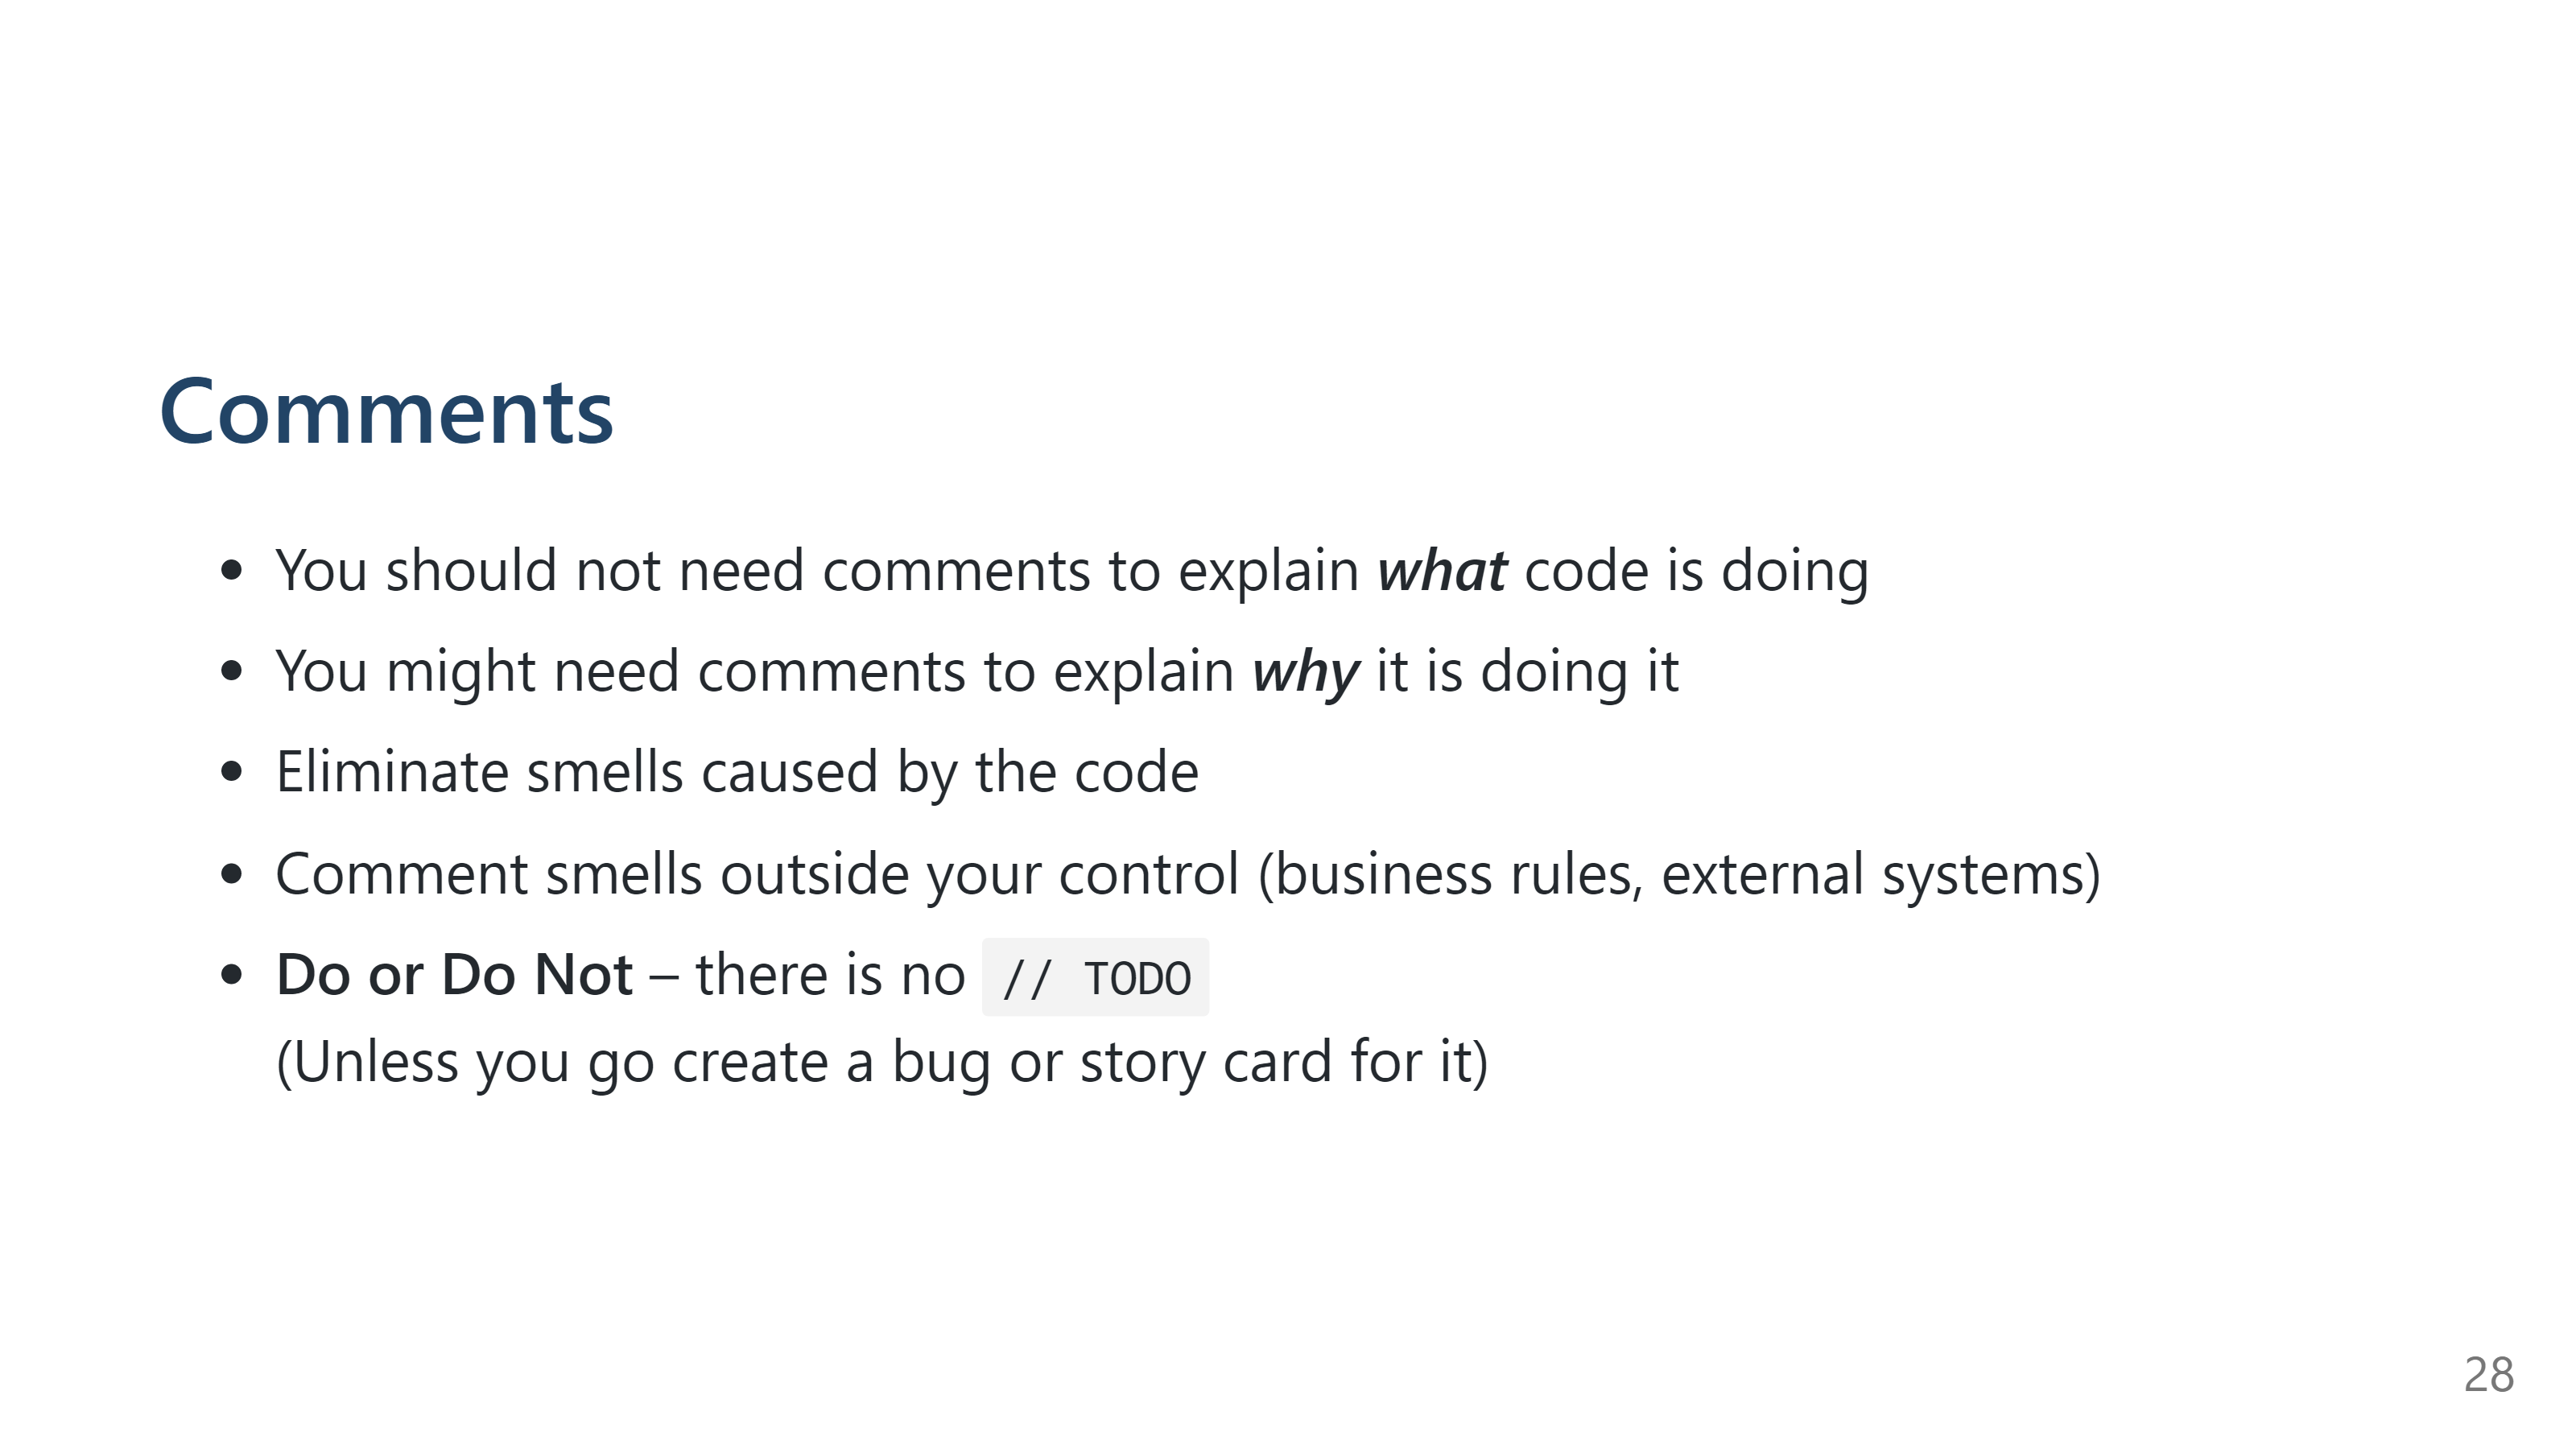 Comments
• You should not need comments to explain what code is doing
• You might need comments to explain why it is doing it
• Eliminate smells caused by the code
• Comment smells outside your control (business rules, external systems)
• Do or Do Not – there is no // TODO
(Unless you go create a bug or story card for it)
28